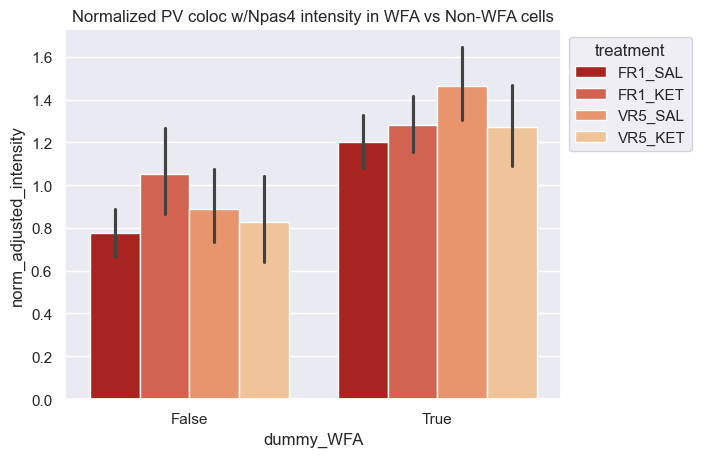 Normalized PV coloc w/Npas4 intensity in WFA vs Non-WFA cells
norm_adjusted_intensity
1.6
1.4
1.2
1.0
0.8
0.6
0.4
0.2
0.0
False
True
dummy_WFA
treatment
FR1_SAL
FR1_KET
VR5_SAL
VR5_KET